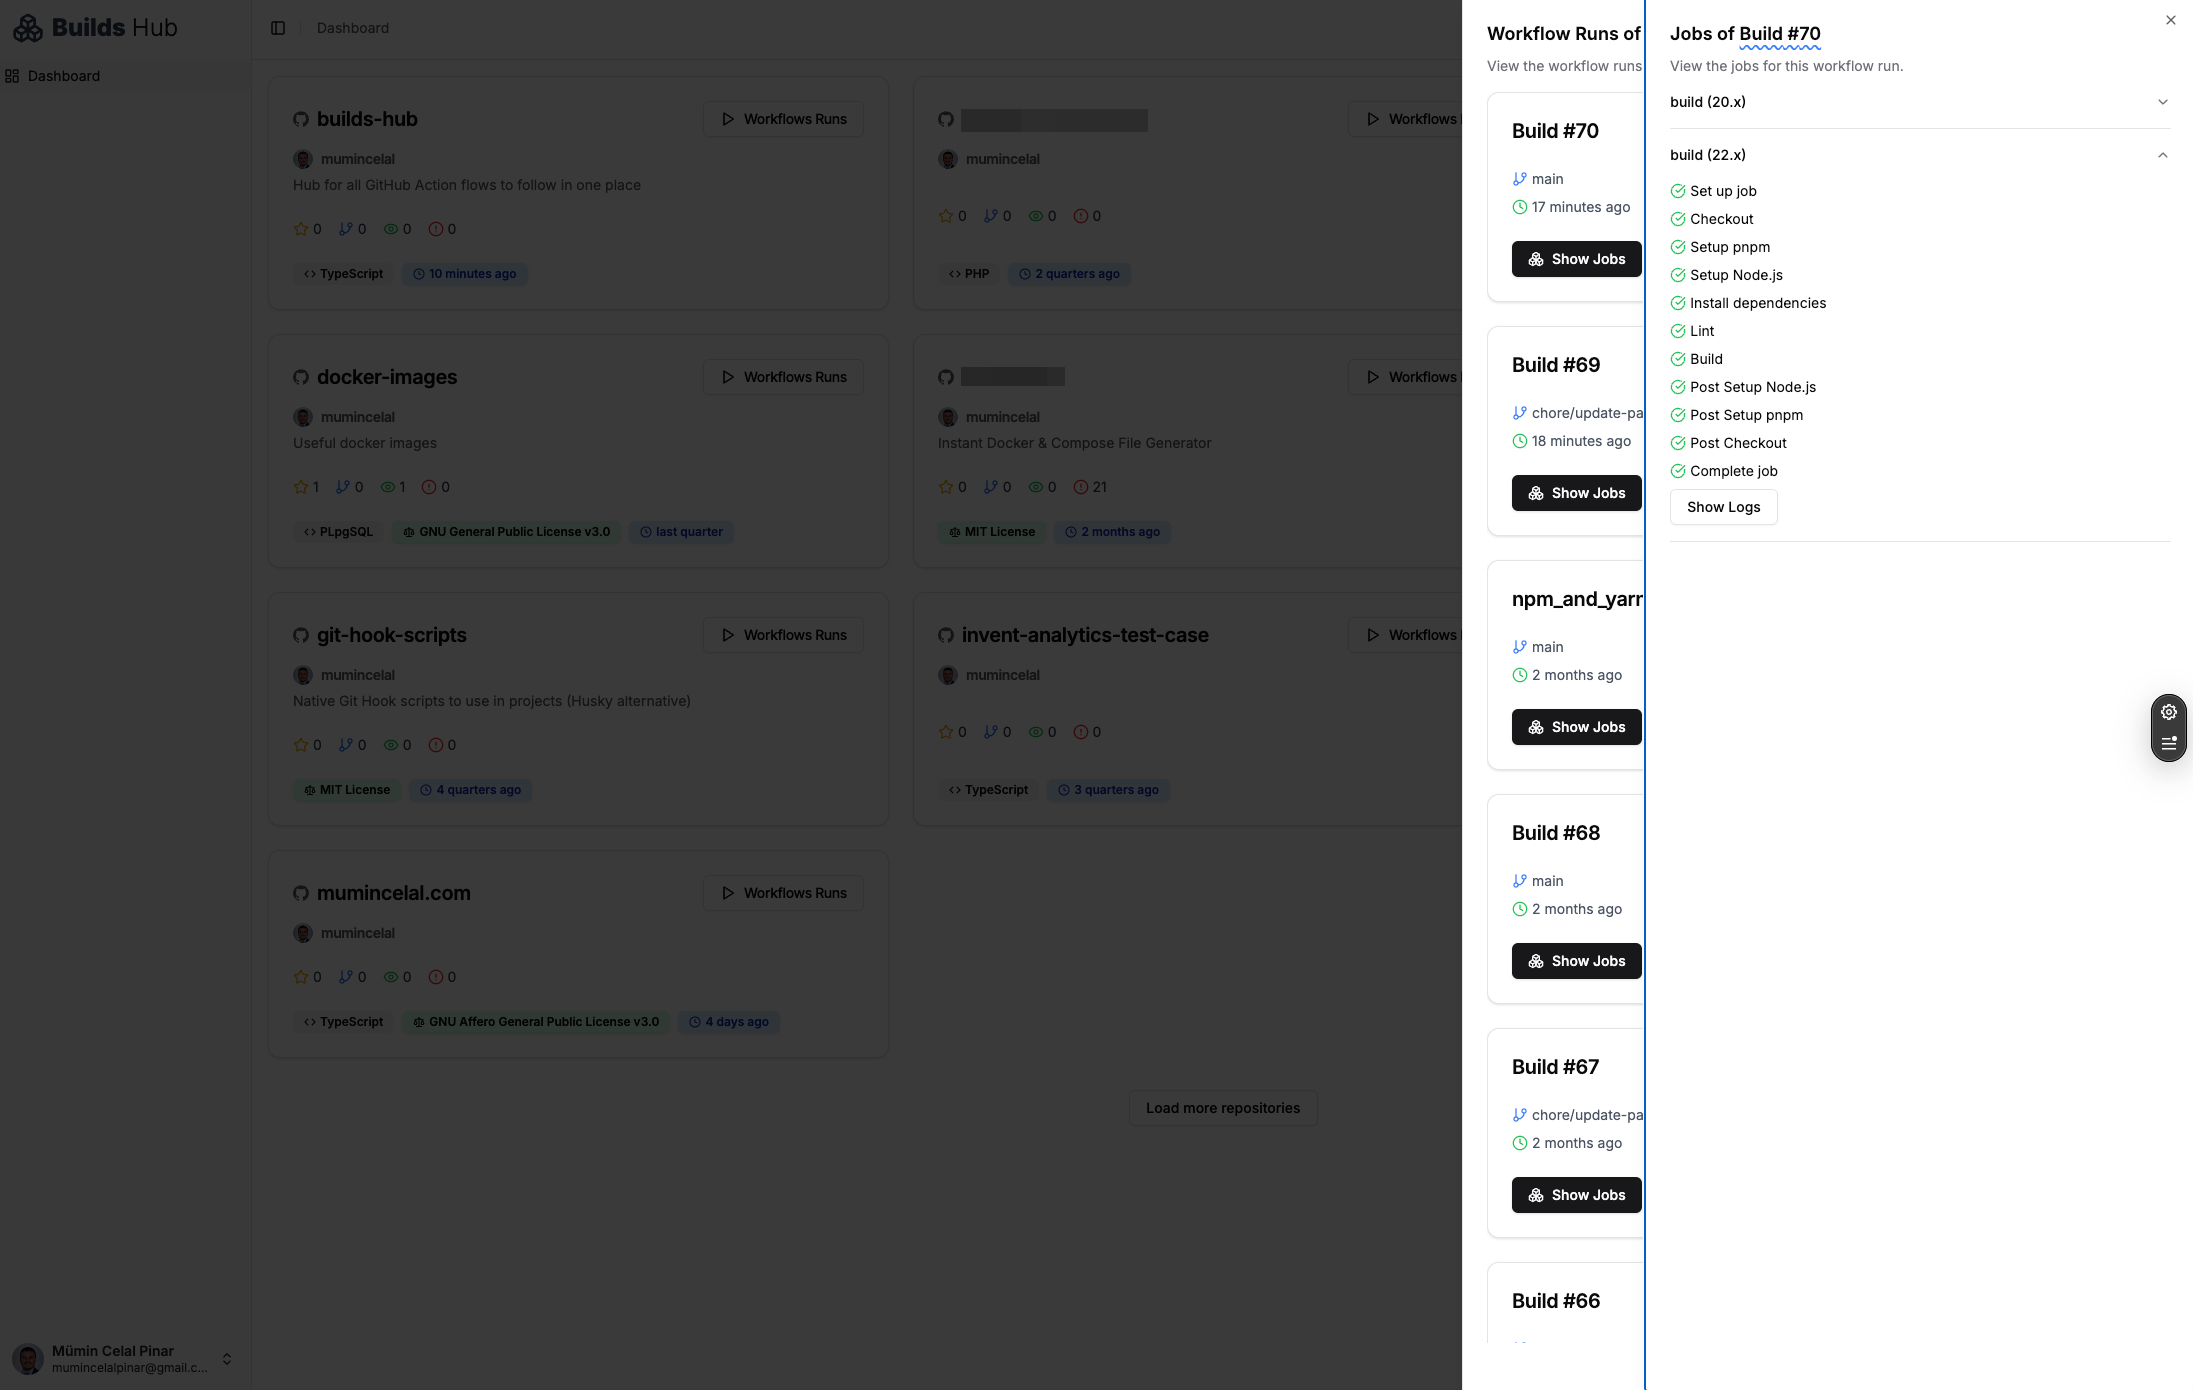 Builds Hub
Dashboard
Dashboard
builds-hub
Workflows Runs
mumincelal
Hub for all GitHub Action flows to follow in one place
0 0 0 0
TypeScript 10 minutes ago
Workflows
mumincelal
0 0 0 0
PHP 2 quarters ago
docker-images
Workflows Runs
mumincelal
Useful docker images
1 0 1 0
PLpgSQL GNU General Public License v3.0 last quarter
Workflows
mumincelal
Instant Docker & Compose File Generator
0 0 0 21
MIT License 2 months ago
git-hook-scripts
Workflows Runs
mumincelal
Native Git Hook scripts to use in projects (Husky alternative)
0 0 0 0
MIT License 4 quarters ago
invent-analytics-test-case
Workflows
mumincelal
0 0 0 0
TypeScript 3 quarters ago
mumincelal.com
Workflows Runs
mumincelal
0 0 0 0
TypeScript GNU Affero General Public License v3.0 4 days ago
Load more repositories
Mümin Celal Pinar
mumincelalpinar@gmail.c...
Workflow Runs of
View the workflow runs
Build #70
main
17 minutes ago
Show Jobs
Build #69
chore/update-pa
18 minutes ago
Show Jobs
npm_and_yarn
main
2 months ago
Show Jobs
Build #68
main
2 months ago
Show Jobs
Build #67
chore/update-pa
2 months ago
Show Jobs
Build #66
Jobs of Build #70
View the jobs for this workflow run.
build (20.x)
build (22.x)
Set up job
Checkout
Setup pnpm
Setup Node.js
Install dependencies
Lint
Build
Post Setup Node.js
Post Setup pnpm
Post Checkout
Complete job
Show Logs